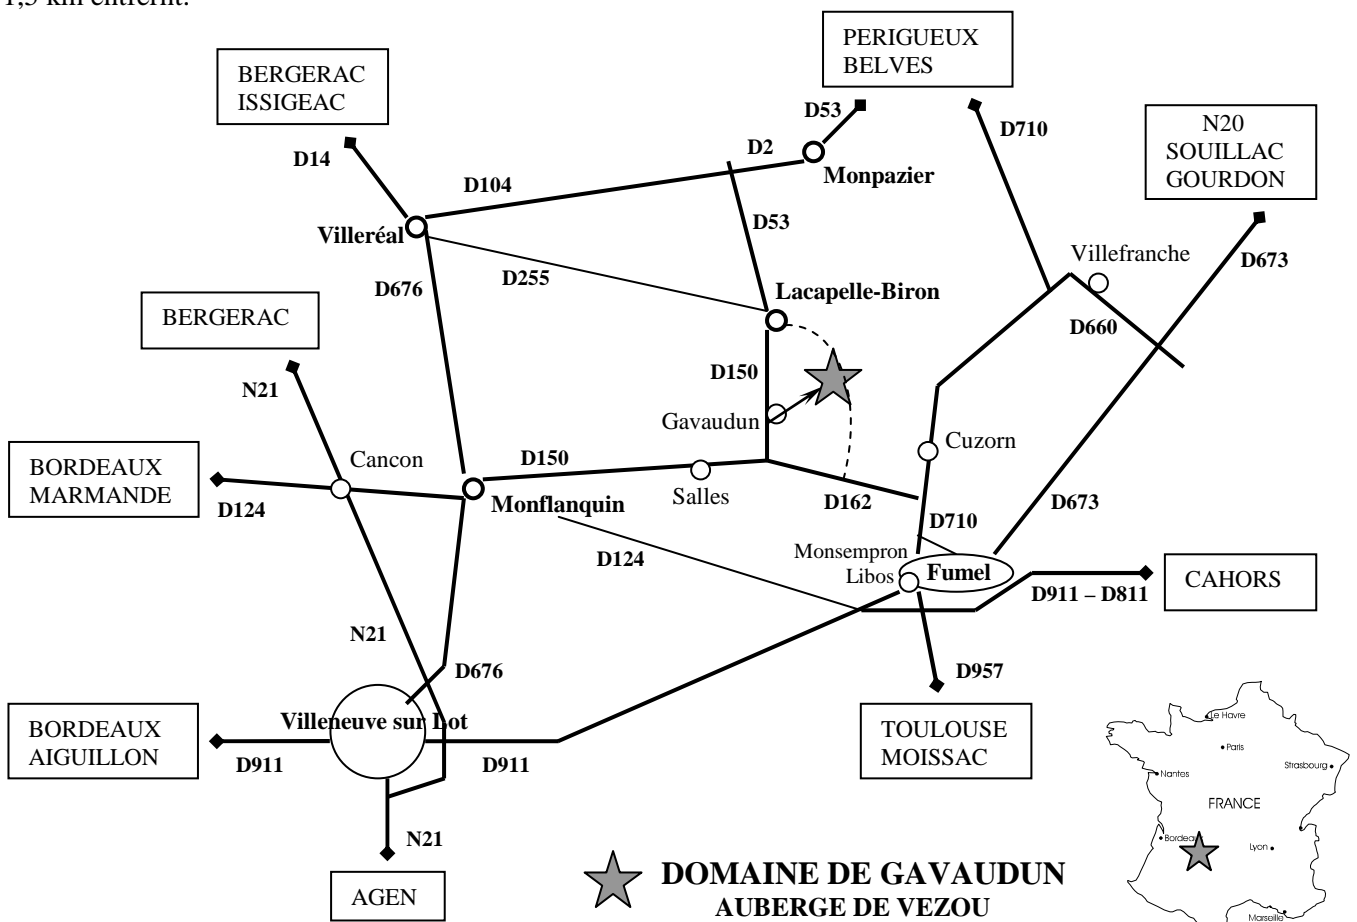 1,5 km entfernt.
PERIGUEUX
BELVES
BERGERAC
ISSIGEAC
D53
D710
N20
SOUILLAC
GOURDON
D14
D2
Monpazier
D104
D53
Villeréal
Villefranche
D673
D255
D676
Lacapelle-Biron
BERGERAC
D660
D150
N21
Gavaudun
Cuzorn
Cancon
D150
BORDEAUX
MARMANDE
Salles
D162
D124
Monflanquin
D673
D710
D124
Monsempron
Libos
Fumel
CAHORS
D911 – D811
N21
D676
D957
Villeneuve sur Lot
BORDEAUX
AIGUILLON
D911
D911
TOULOUSE
MOISSAC
Le Havre
Paris
Strasbourg
Nantes
FRANCE
Bordeaux
Lyon
Marseille
N21
AGEN
DOMAINE DE GAVAUDUN
AUBERGE DE VEZOU